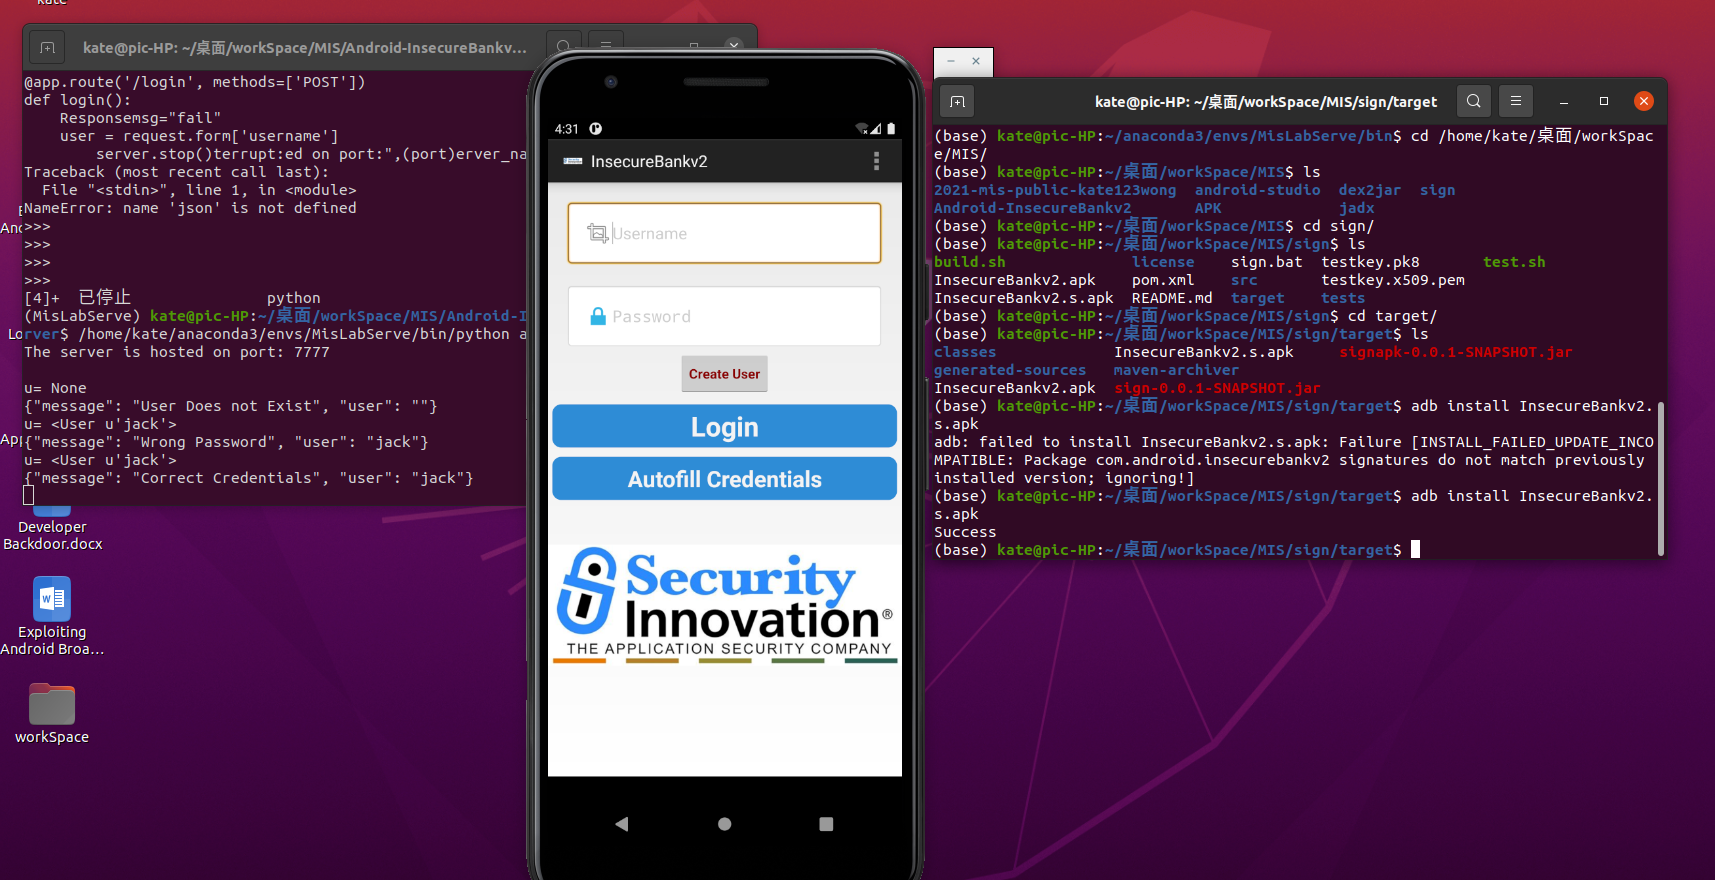 kate
kate@pic-HP: ~/桌面/workSpace/MIS/Android-InsecureBankv...
@app.route('/login', methods=['POST'])
def login():
    Responsemsg="fail"
    user = request.form['username']
        server.stop()terrupt:ed on port:",(port)erver_na
Traceback (most recent call last):
  File "<stdin>", line 1, in <module>
NameError: name 'json' is not defined
>>>
>>>
>>>
>>>
[4]+  已停止               python
(MisLabServe) kate@pic-HP:~/桌面/workSpace/MIS/Android-I
rver$ /home/kate/anaconda3/envs/MisLabServe/bin/python a
The server is hosted on port: 7777
u= None
{"message": "User Does not Exist", "user": ""}
u= <User u'jack'>
{"message": "Wrong Password", "user": "jack"}
u= <User u'jack'>
{"message": "Correct Credentials", "user": "jack"}
Developer
Backdoor.docx
W
Exploiting
Android Broa...
workSpace
4:31
InsecureBankv2
Username
Password
Create User
Login
Autofill Credentials
Security
Innovation®
THE APPLICATION SECURITY COMPANY
kate@pic-HP: ~/桌面/workSpace/MIS/sign/target
(base) kate@pic-HP:~/anaconda3/envs/MisLabServe/bin$ cd /home/kate/桌面/workSpac
e/MIS/
(base) kate@pic-HP:~/桌面/workSpace/MIS$ ls
2021-mis-public-kate123wong  android-studio  dex2jar  sign
Android-InsecureBankv2       APK             jadx
(base) kate@pic-HP:~/桌面/workSpace/MIS$ cd sign/
(base) kate@pic-HP:~/桌面/workSpace/MIS/sign$ ls
build.sh              license    sign.bat  testkey.pk8       test.sh
InsecureBankv2.apk    pom.xml    src       testkey.x509.pem
InsecureBankv2.s.apk  README.md  target    tests
(base) kate@pic-HP:~/桌面/workSpace/MIS/sign$ cd target/
(base) kate@pic-HP:~/桌面/workSpace/MIS/sign/target$ ls
classes             InsecureBankv2.s.apk     signapk-0.0.1-SNAPSHOT.jar
generated-sources   maven-archiver
InsecureBankv2.apk  sign-0.0.1-SNAPSHOT.jar
(base) kate@pic-HP:~/桌面/workSpace/MIS/sign/target$ adb install InsecureBankv2.
s.apk
adb: failed to install InsecureBankv2.s.apk: Failure [INSTALL_FAILED_UPDATE_INCO
MPATIBLE: Package com.android.insecurebankv2 signatures do not match previously
installed version; ignoring!]
(base) kate@pic-HP:~/桌面/workSpace/MIS/sign/target$ adb install InsecureBankv2.
s.apk
Success
(base) kate@pic-HP:~/桌面/workSpace/MIS/sign/target$